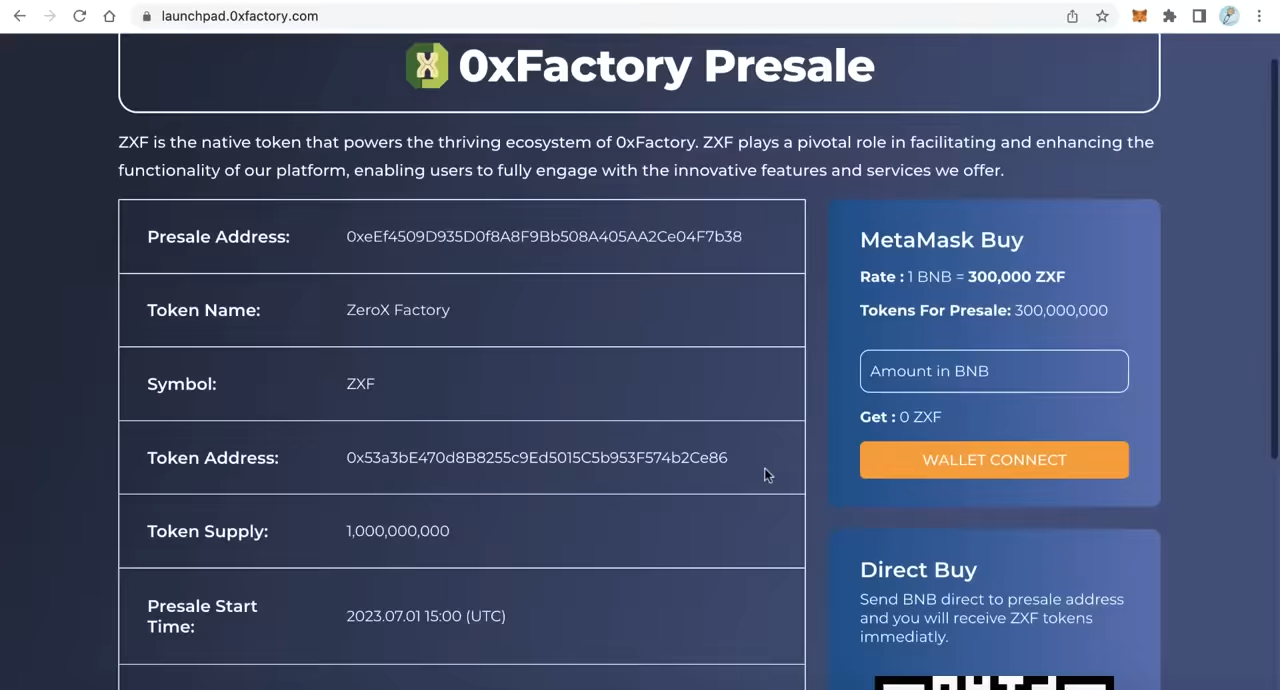 launchpad.0xfactory.com
0xFactory Presale
ZXF is the native token that powers the thriving ecosystem of 0xFactory. ZXF plays a pivotal role in facilitating and enhancing the
functionality of our platform, enabling users to fully engage with the innovative features and services we offer.
Presale Address: 0xeEf4509D935D0f8A8F9Bb508A405AA2Ce04F7b38
Token Name: ZeroX Factory
Symbol: ZXF
Token Address: 0x53a3bE470d8B8255c9Ed5015C5b953F574b2Ce86
Token Supply: 1,000,000,000
Presale Start
Time: 2023.07.01 15:00 (UTC)
MetaMask Buy
Rate : 1 BNB = 300,000 ZXF
Tokens For Presale: 300,000,000
Amount in BNB
Get : 0 ZXF
WALLET CONNECT
Direct Buy
Send BNB direct to presale address
and you will receive ZXF tokens
immediatly.